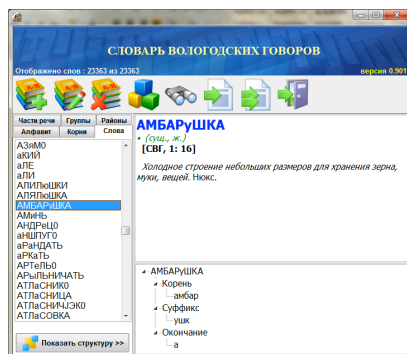 СЛОВАРЬ ВОЛОГОДСКИХ ГОВОРОВ
Отображено слов : 23363 из 23363
версия 0.901
Части речи Группы Районы
Алфавит Корни Слова
АЗяМ0
аКИЙ
аЛЕ
аЛИ
АЛИЛюШКИ
АЛЯЛюШКА
АМБАРуШКА
АМиНЬ
АНДРеЦ0
аНШПУГ0
аРаНДАТЬ
аРКаТЬ
АРТеЛЬ0
АРыЛЬНИЧАТЬ
АТЛаСНИК0
АТЛаСНИЦА
АТЛаСНИЧЈЭК0
АТЛаСОВКА
Показать структуру >>
АМБАРуШКА
• (сущ., ж.)
[СВГ, 1: 16]
Холодное строение небольших размеров для хранения зерна,
муки, вещей. Нюкс.
АМБАРуШКА
Корень
амбар
Суффикс
ушк
Окончание
а